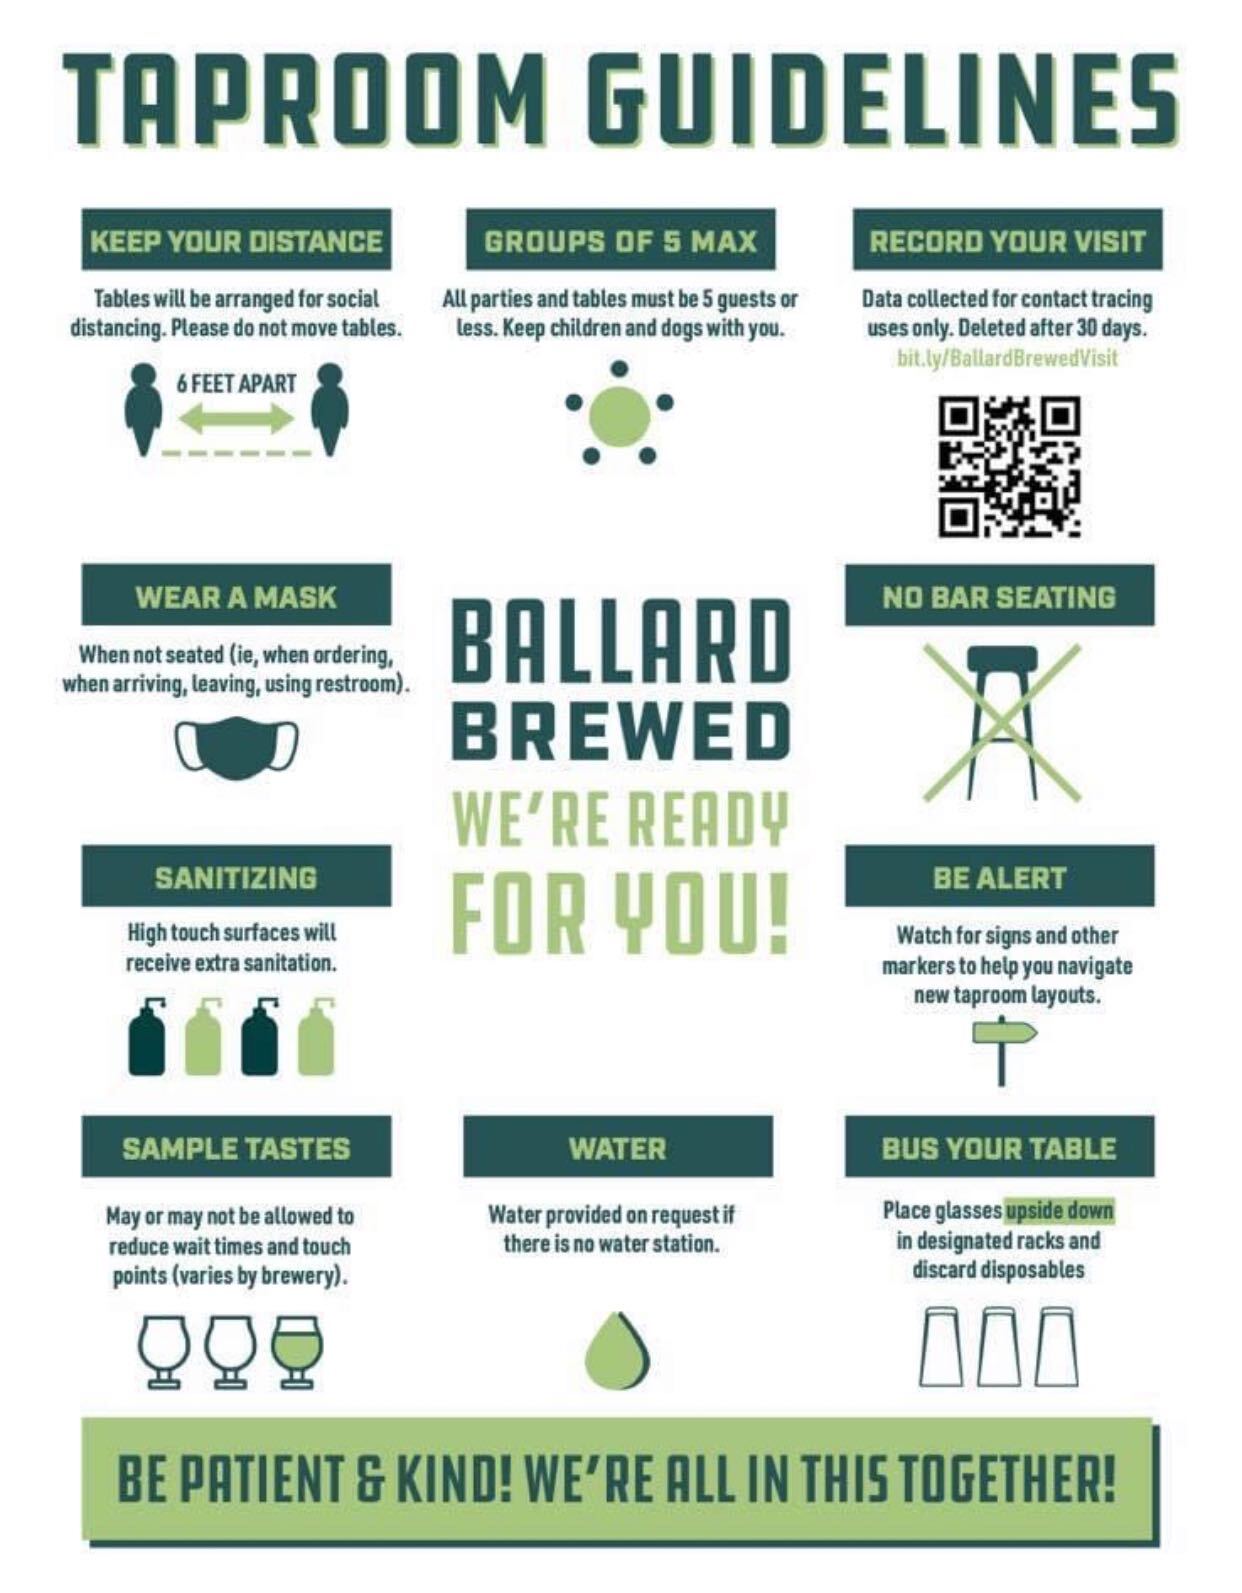 TAPROOM GUIDELINES
KEEP YOUR DISTANCE
Tables will be arranged for social
distancing. Please do not move tables.
6 FEET APART
GROUPS OF 5 MAX
All parties and tables must be 5 guests or
less. Keep children and dogs with you.
RECORD YOUR VISIT
Data collected for contact tracing
uses only. Deleted after 30 days.
bit.ly/BallardBrewedVisit
WEAR A MASK
When not seated (ie, when ordering,
when arriving, leaving, using restroom).
BALLARD
BREWED
WE'RE READY
FOR YOU!
NO BAR SEATING
SANITIZING
High touch surfaces will
receive extra sanitation.
BE ALERT
Watch for signs and other
markers to help you navigate
new taproom layouts.
SAMPLE TASTES
May or may not be allowed to
reduce wait times and touch
points (varies by brewery).
WATER
Water provided on request if
there is no water station.
BUS YOUR TABLE
Place glasses upside down
in designated racks and
discard disposables
BE PATIENT & KIND! WE'RE ALL IN THIS TOGETHER!